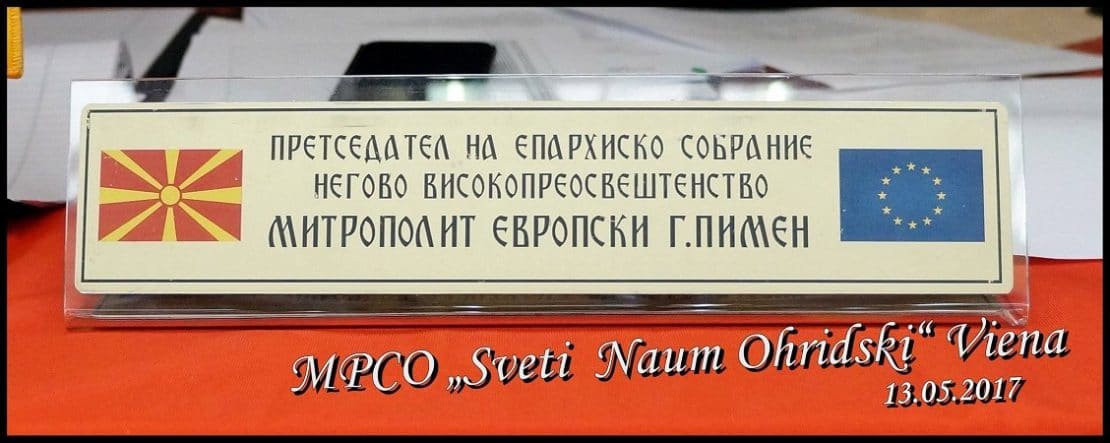 ПРЕТСЕДАТЕЛ НА ЕПАРХИСКО СОБРАНИЕ
НЕГОВО ВИСОКОПРЕОСВЕШТЕНСТВО
МИТРОПОЛИТ ЕВРОПСКИ Г.ПИМЕН
MPCO „Sveti Naum Ohridski“ Viena
13.05.2017